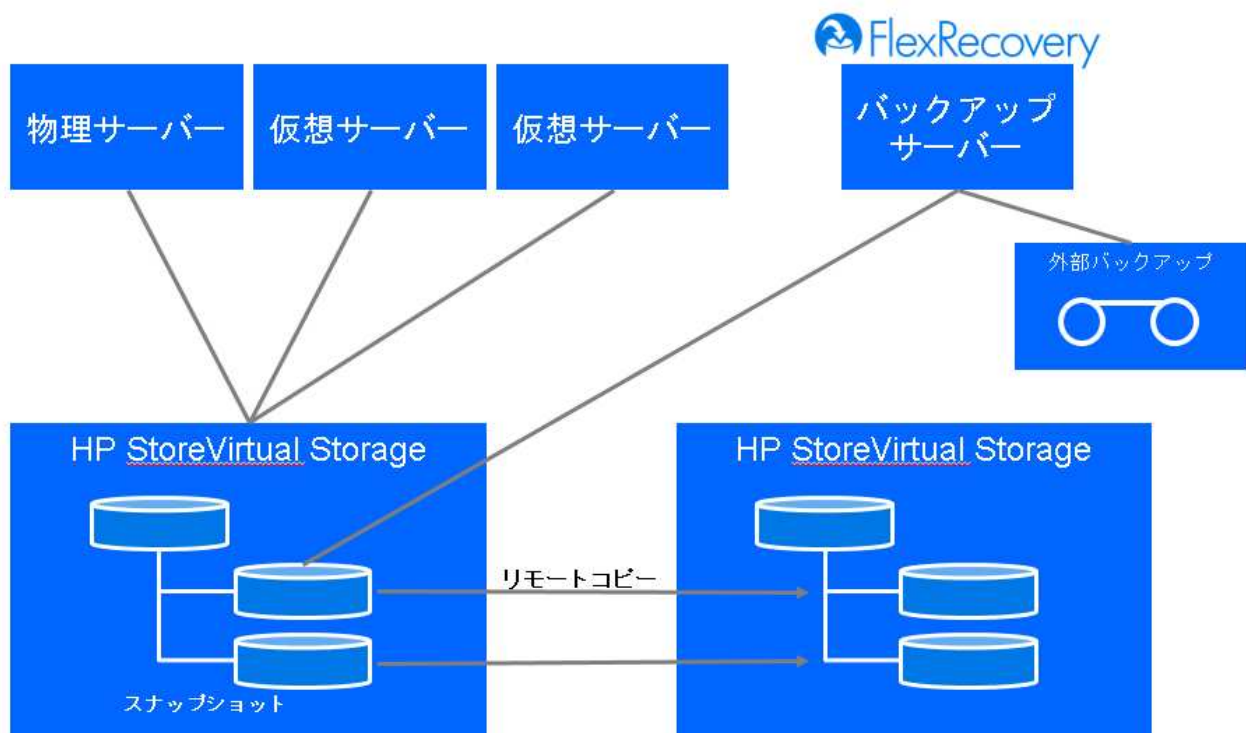 FlexRecovery
物理サーバー
仮想サーバー
仮想サーバー
バックアップ
サーバー
外部バックアップ
HP StoreVirtual Storage
HP StoreVirtual Storage
リモートコピー
スナップショット